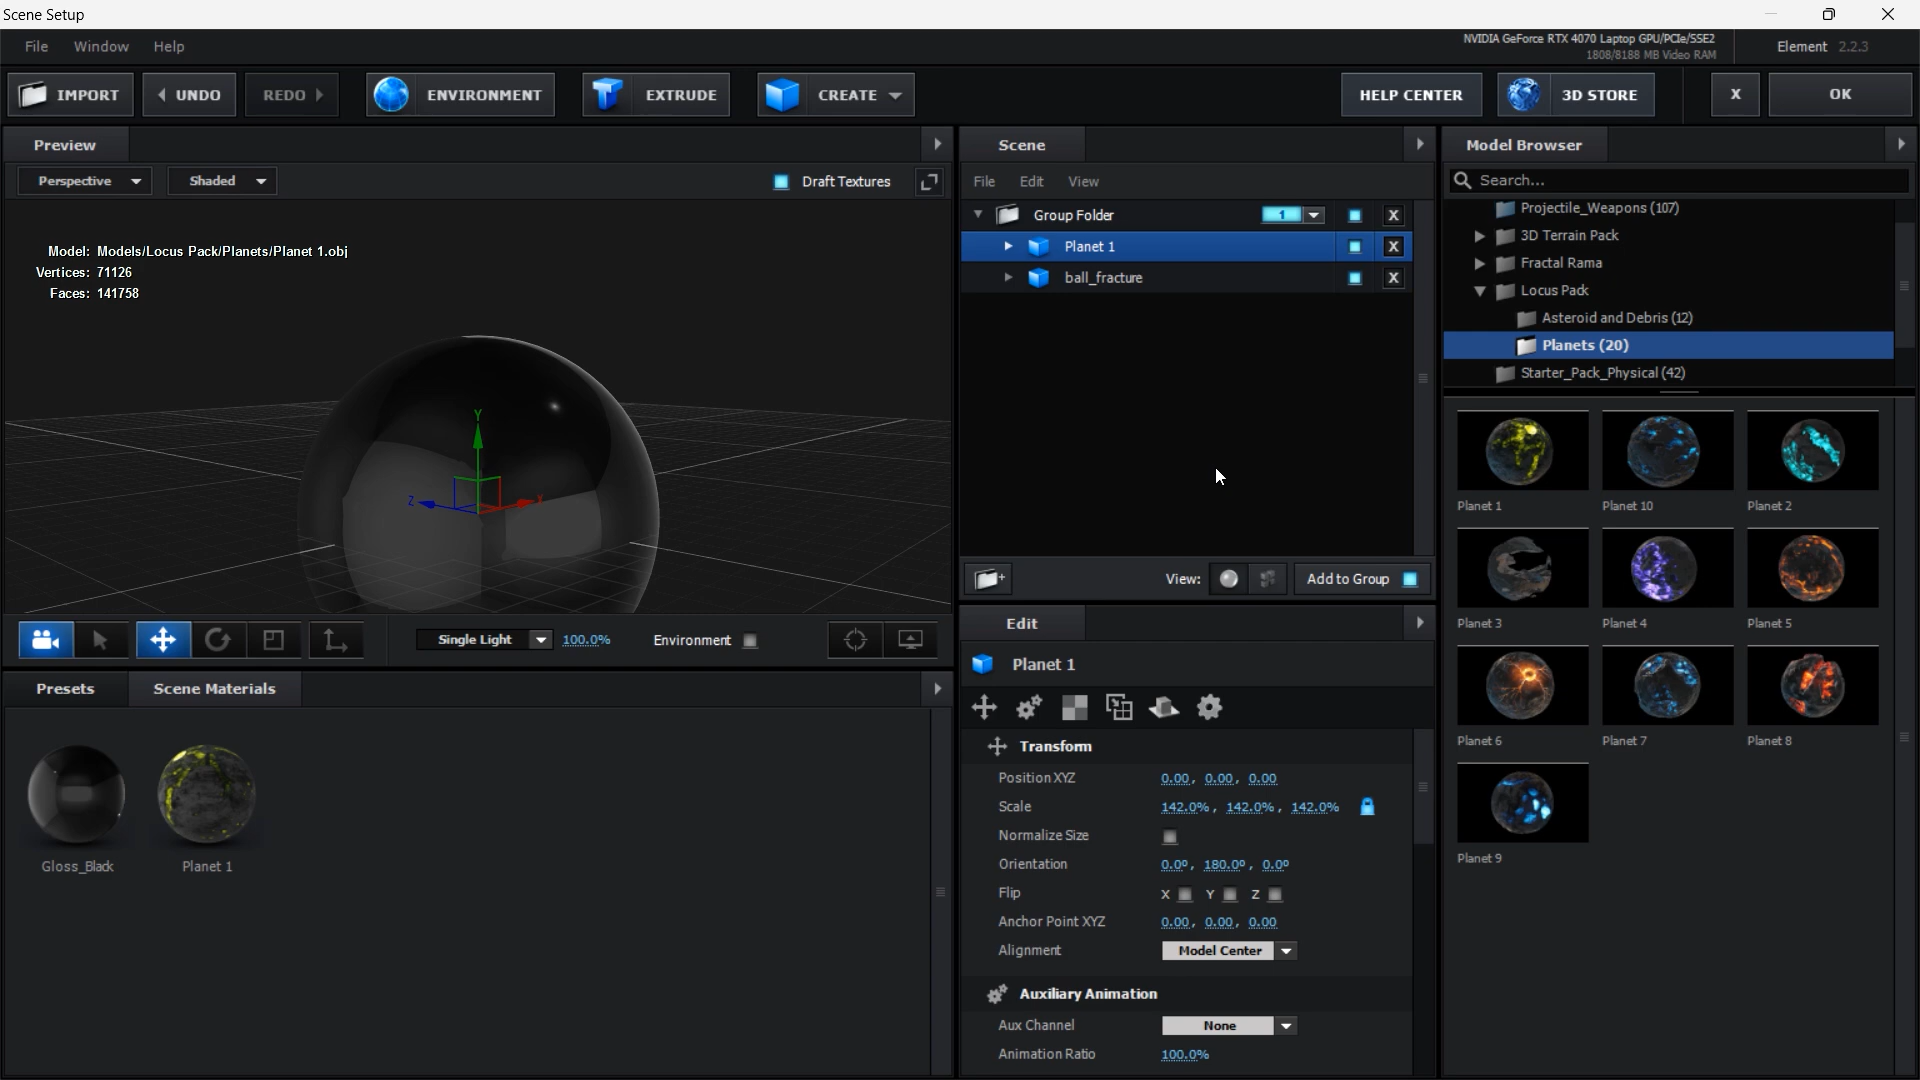 Scene Setup
File Window Help
NVIDIA GeForce RTX 4070 Laptop GPU/PCIe/SSE2
1808/8188 MB Video RAM
Element 2.2.3
IMPORT UNDO REDO ENVIRONMENT EXTRUDE CREATE HELP CENTER 3D STORE X OK
Preview
Perspective Shaded Draft Textures
Model: Models/Locus Pack/Planets/Planet 1.obj
Vertices: 71126
Faces: 141758
Y
Z X
Single Light 100.0% Environment
Presets Scene Materials
Gloss_Black Planet 1
Scene
File Edit View
Group Folder 1 X
Planet 1 X
ball_fracture X
View: Add to Group
Edit
Planet 1
Transform
Position XYZ 0.00, 0.00, 0.00
Scale 142.0%, 142.0%, 142.0%
Normalize Size
Orientation 0.0º, 180.0º, 0.0º
Flip X Y Z
Anchor Point XYZ 0.00, 0.00, 0.00
Alignment Model Center
Auxiliary Animation
Aux Channel None
Animation Ratio 100.0%
Model Browser
Search...
Projectile_Weapons (107)
3D Terrain Pack
Fractal Rama
Locus Pack
Asteroid and Debris (12)
Planets (20)
Starter_Pack_Physical (42)
Planet 1 Planet 10 Planet 2
Planet 3 Planet 4 Planet 5
Planet 6 Planet 7 Planet 8
Planet 9